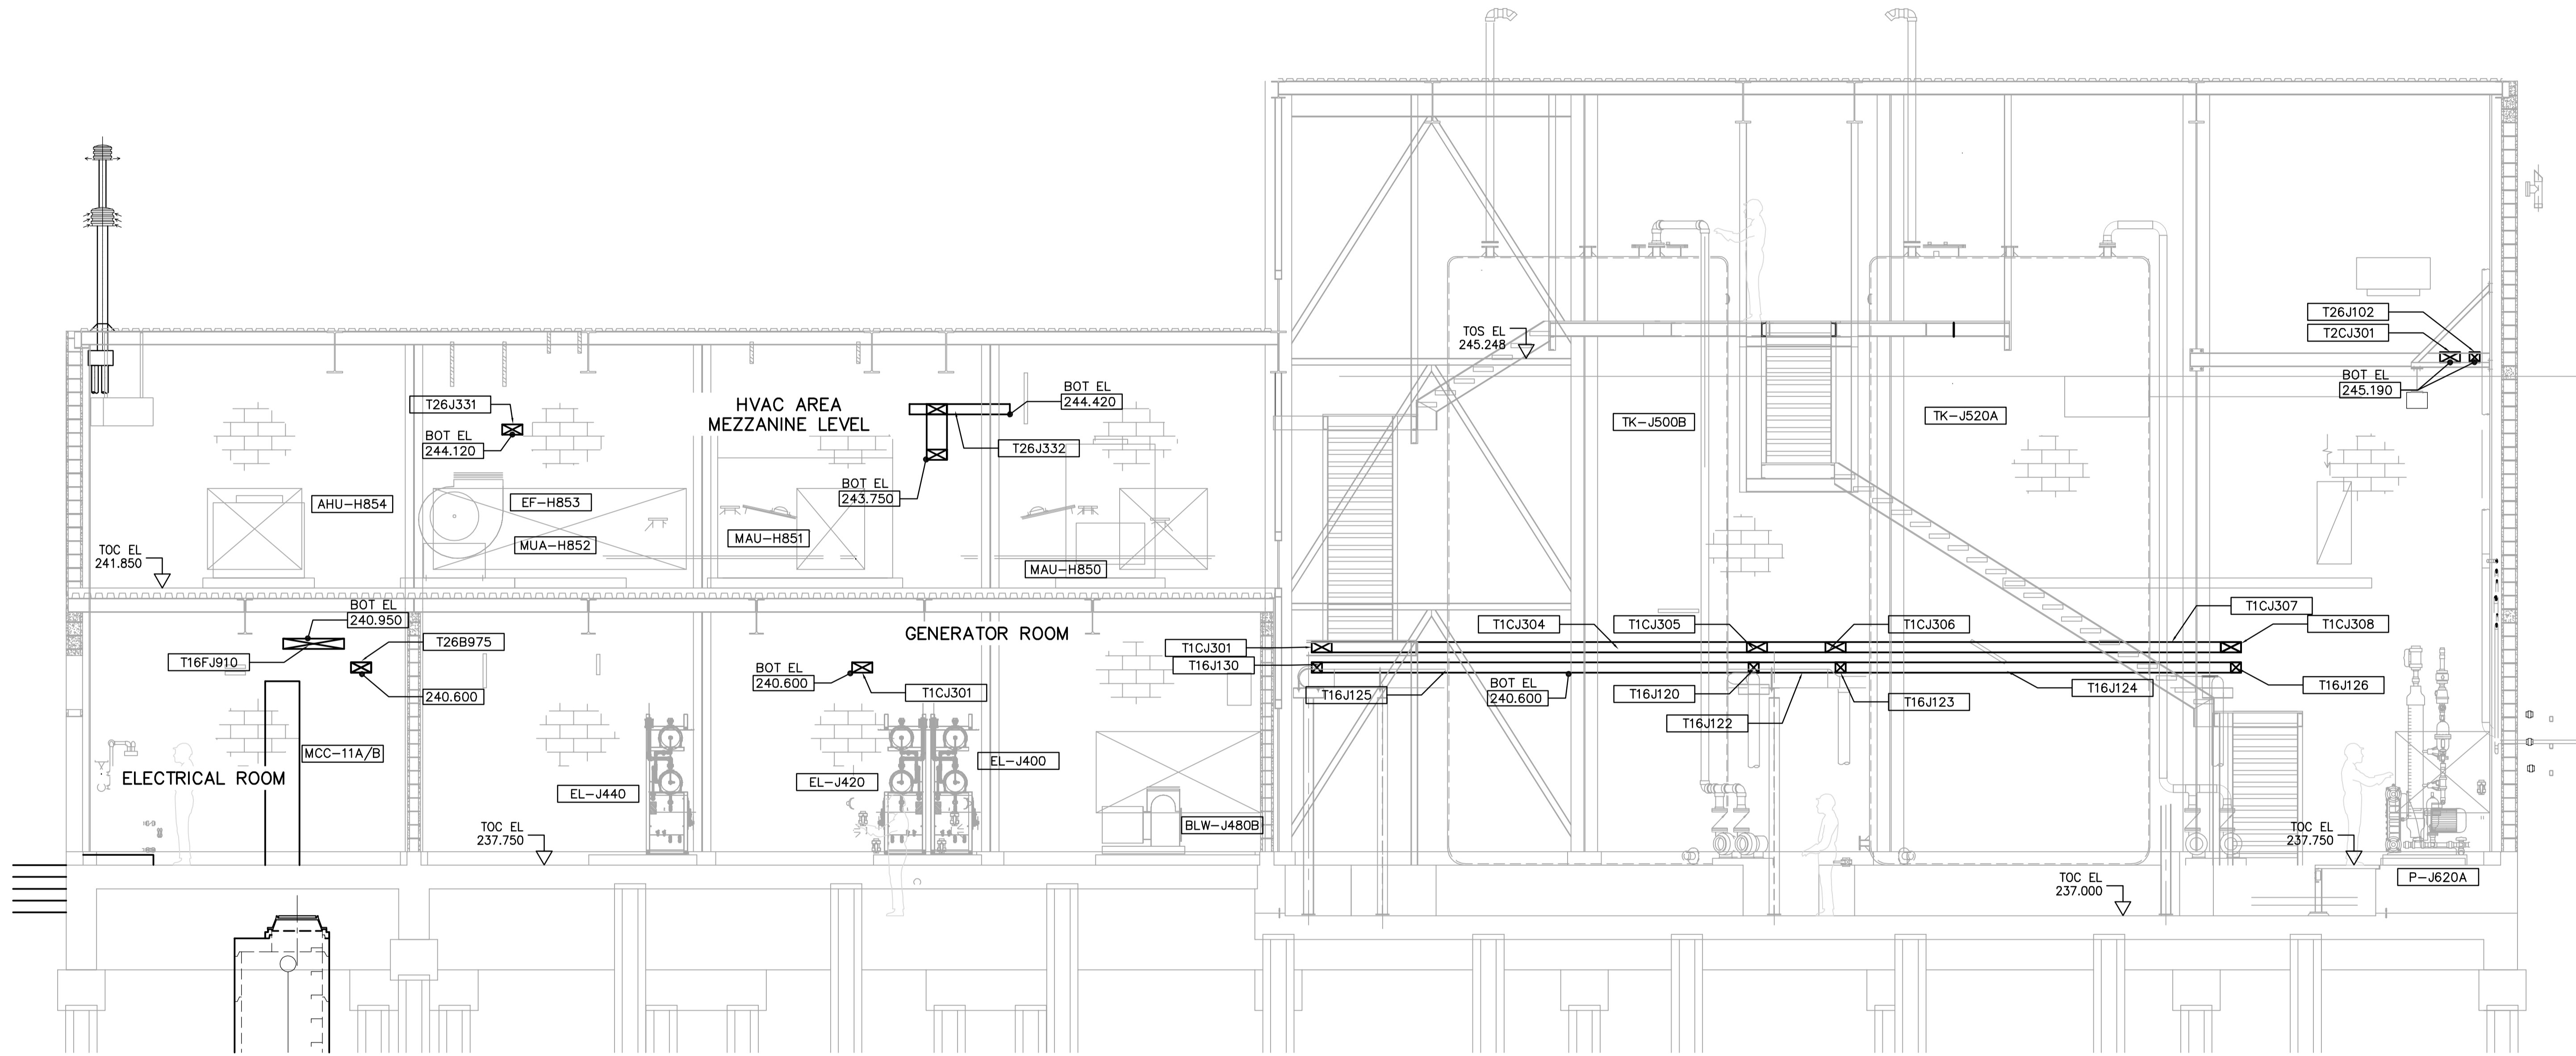 T26J102
T2CJ301
TOS EL
245.248
BOT EL
245.190
BOT EL
244.420
T26J331
HVAC AREA
MEZZANINE LEVEL
BOT EL
244.120
T26J332
TK-J500B
TK-J520A
BOT EL
243.750
AHU-H854
EF-H853
MUA-H852
MAU-H851
MAU-H850
TOC EL
241.850
BOT EL
240.950
T26B975
T16FJ910
240.600
GENERATOR ROOM
BOT EL
240.600
T1CJ301
T1CJ301
T16J130
T1CJ304
T1CJ305
T1CJ306
T1CJ307
T1CJ308
T16J125
BOT EL
240.600
T16J120
T16J122
T16J123
T16J124
T16J126
MCC-11A/B
ELECTRICAL ROOM
EL-J440
EL-J420
EL-J400
BLW-J480B
TOC EL
237.750
TOC EL
237.750
P-J620A
TOC EL
237.000